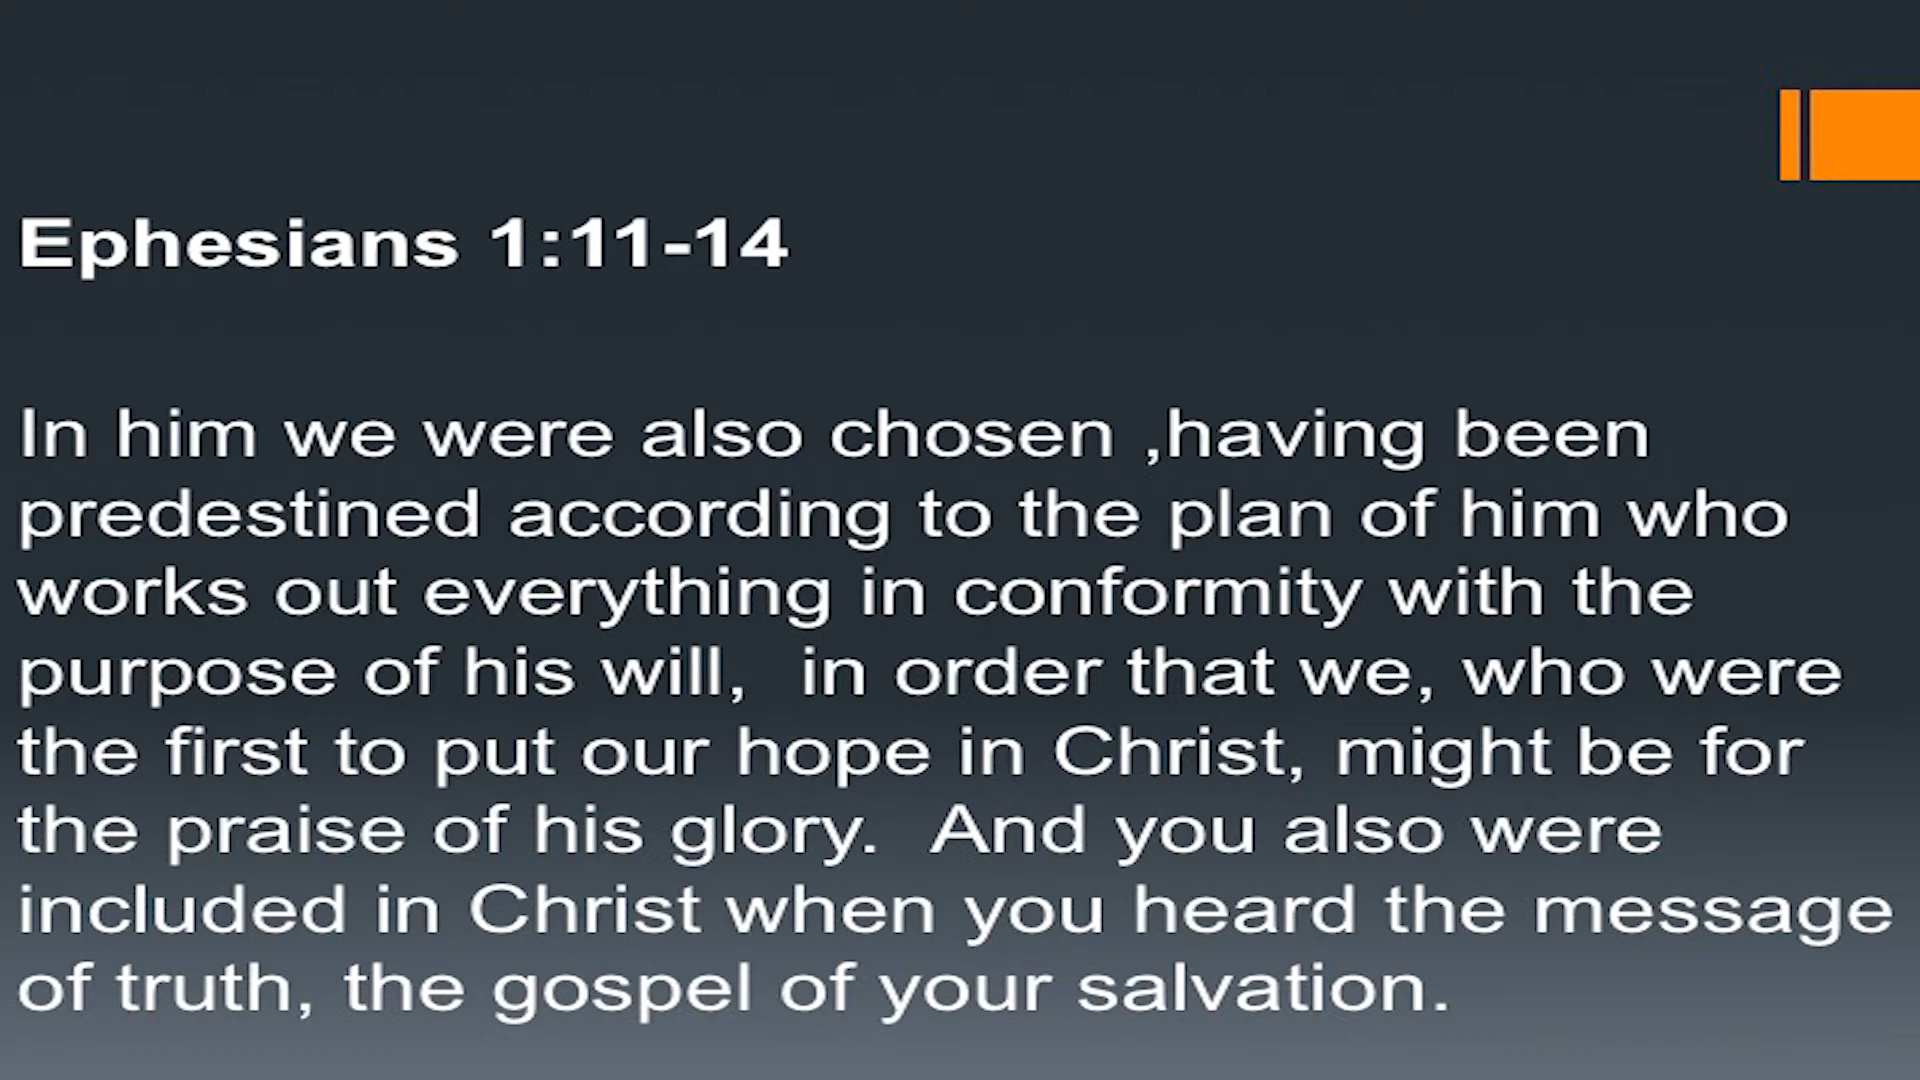 Ephesians 1:11-14
In him we were also chosen ,having been
predestined according to the plan of him who
works out everything in conformity with the
purpose of his will,  in order that we, who were
the first to put our hope in Christ, might be for
the praise of his glory.  And you also were
included in Christ when you heard the message
of truth, the gospel of your salvation.